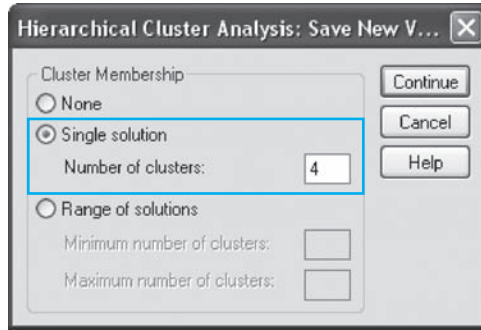 Hierarchical Cluster Analysis: Save New V...
Cluster Membership
None
Single solution
Number of clusters: 4
Range of solutions
Minimum number of clusters:
Maximum number of clusters:
Continue
Cancel
Help